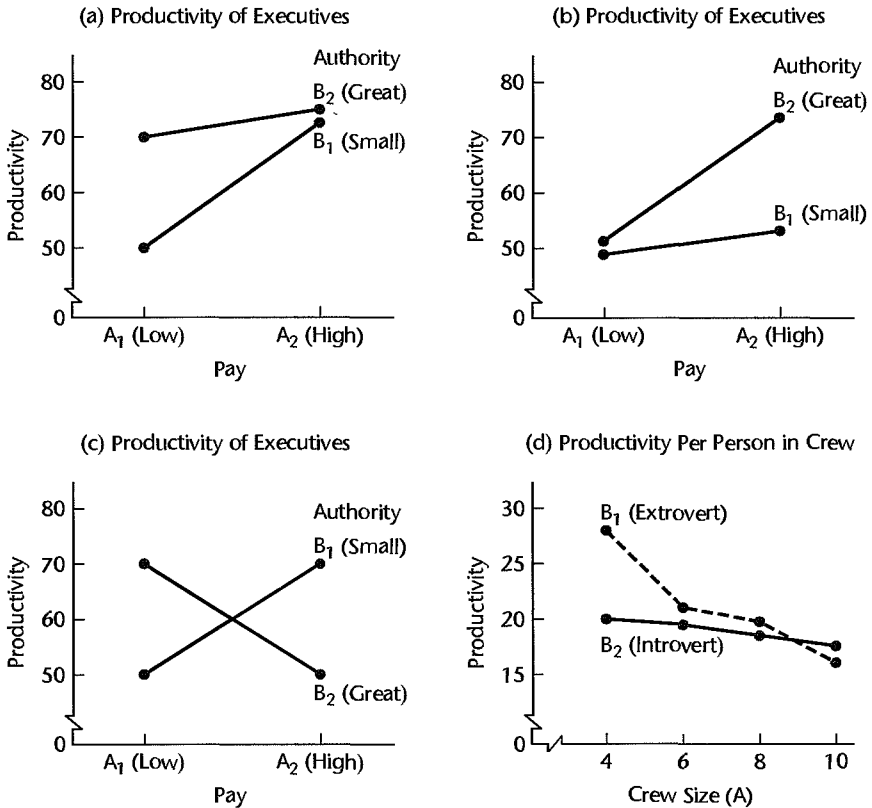 (a) Productivity of Executives
Authority
80
B2 (Great)
70
B1 (Small)
Productivity
50
0
A1 (Low)
A2 (High)
Pay
(b) Productivity of Executives
Authority
80
B2 (Great)
70
Productivity
60
B1 (Small)
50
0
A1 (Low)
A2 (High)
Pay
(c) Productivity of Executives
80
Authority
B1 (Small)
70
Productivity
60
50
B2 (Great)
0
A1 (Low)
A2 (High)
Pay
(d) Productivity Per Person in Crew
30
B1 (Extrovert)
25
Productivity
20
B2 (Introvert)
15
0
4
6
8
10
Crew Size (A)